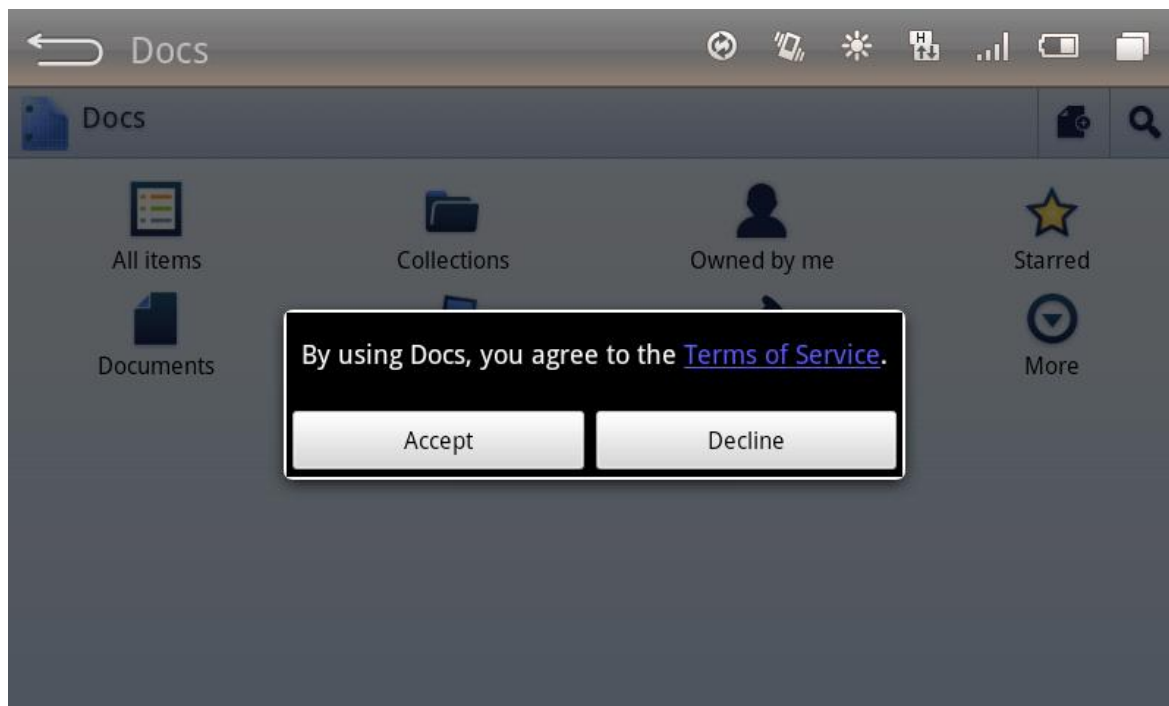 Docs
H
Docs
All items
Collections
Owned by me
Starred
Documents
More
By using Docs, you agree to the Terms of Service.
Accept
Decline